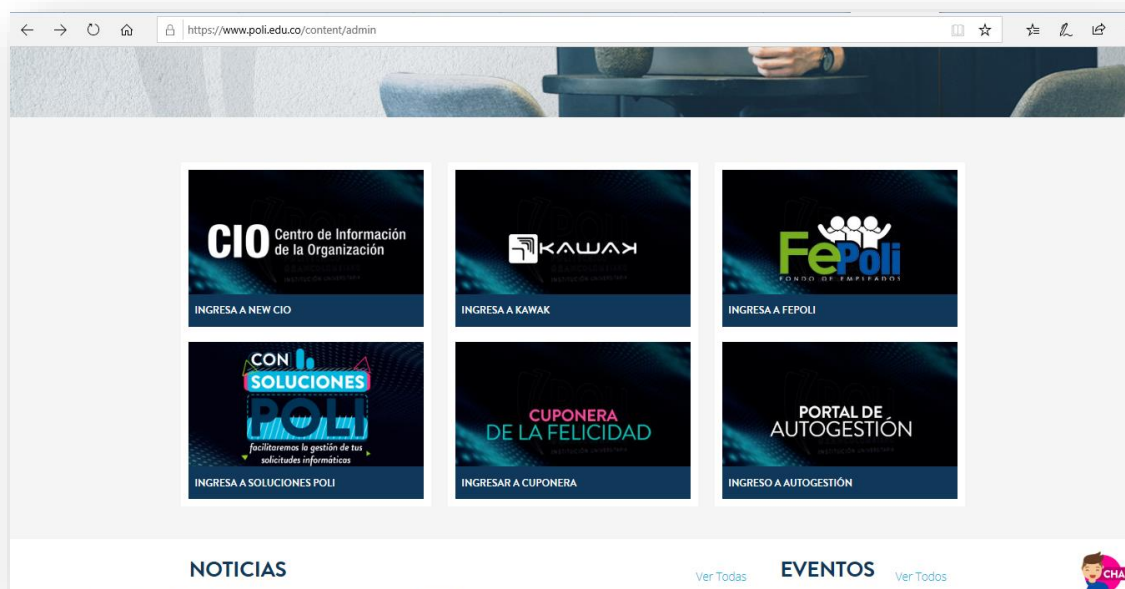 https://www.poli.edu.co/content/admin
CIO Centro de Información
de la Organización
INGRESA A NEW CIO
KAWAK
INGRESA A KAWAK
FePoli
FONDO DE EMPLEADOS
INGRESA A FEPOLI
CON
SOLUCIONES
POLI
facilitaremos la gestión de tus
solicitudes informáticas
INGRESA A SOLUCIONES POLI
CUPONERA
DE LA FELICIDAD
INGRESAR A CUPONERA
PORTAL DE
AUTOGESTIÓN
INGRESO A AUTOGESTIÓN
NOTICIAS
Ver Todas
EVENTOS
Ver Todos
CHA